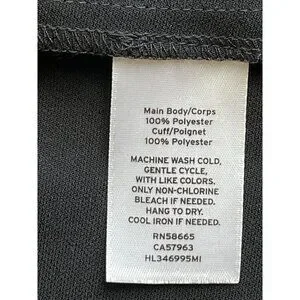 Main Body/Corps
100% Polyester
Cuff/Poignet
100% Polyester
MACHINE WASH COLD,
GENTLE CYCLE,
WITH LIKE COLORS.
ONLY NON-CHLORINE
BLEACH IF NEEDED.
HANG TO DRY.
COOL IRON IF NEEDED.
RN58665
CA57963
HL346995MI